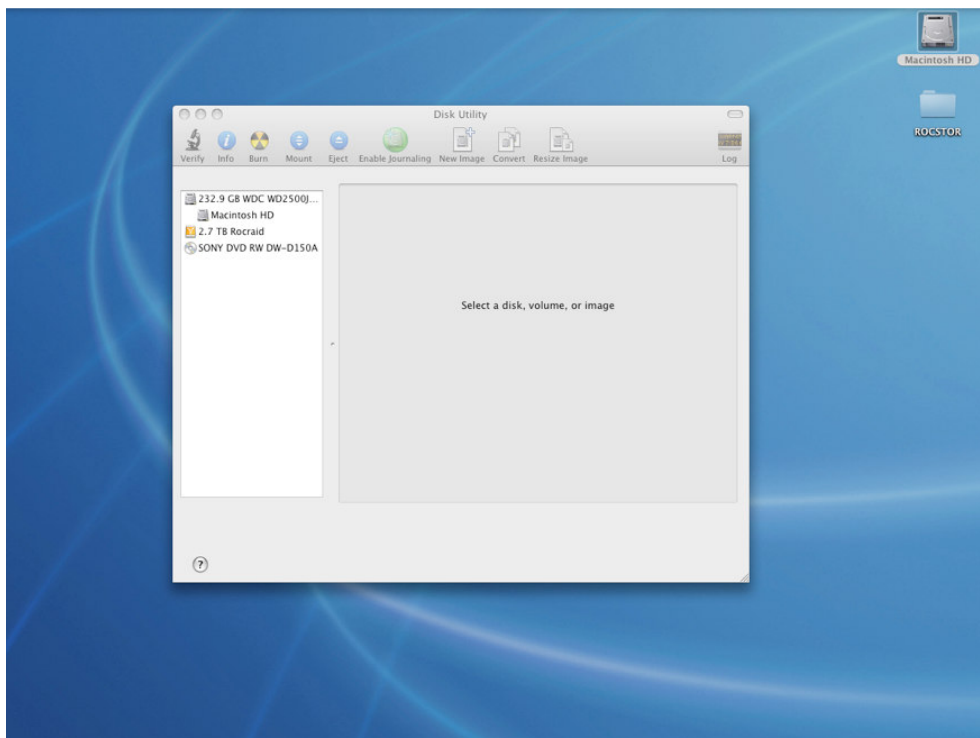 Macintosh HD
ROCSTOR
Disk Utility
Verify Info Burn Mount Eject Enable Journaling New Image Convert Resize Image Log
232.9 GB WDC WD2500J...
Macintosh HD
2.7 TB Rocraid
SONY DVD RW DW-D150A
Select a disk, volume, or image
?